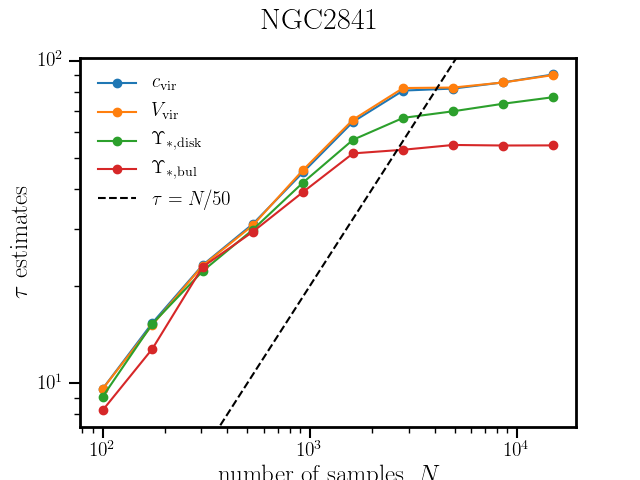 NGC2841
10²
c_vir
V_vir
Υ_*,disk
Υ_*,bul
τ = N/50
τ estimates
10¹
10² 10³ 10⁴
number of samples, N